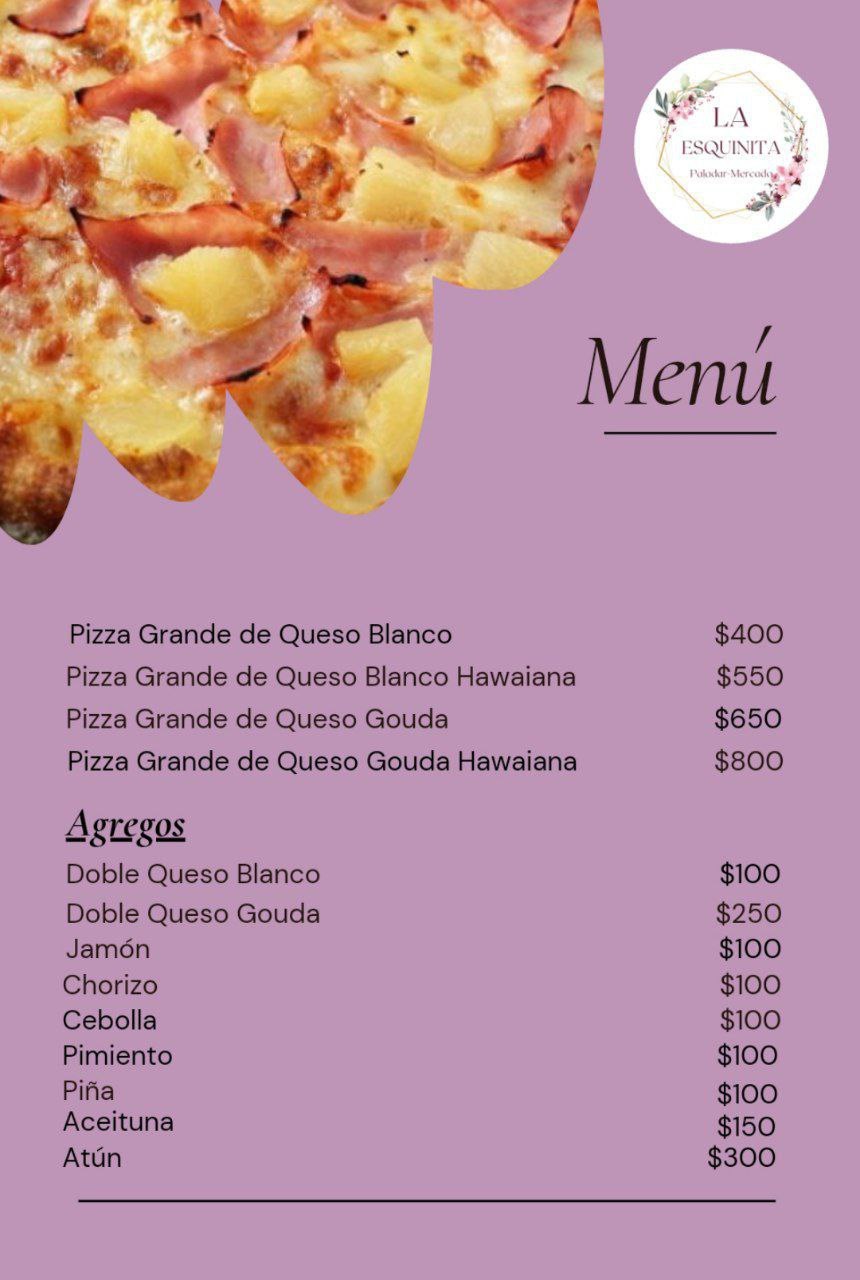 LA
ESQUINITA
Paladar-Mercado
Menú
Pizza Grande de Queso Blanco $400
Pizza Grande de Queso Blanco Hawaiana $550
Pizza Grande de Queso Gouda $650
Pizza Grande de Queso Gouda Hawaiana $800
Agregos
Doble Queso Blanco $100
Doble Queso Gouda $250
Jamón $100
Chorizo $100
Cebolla $100
Pimiento $100
Piña $100
Aceituna $150
Atún $300